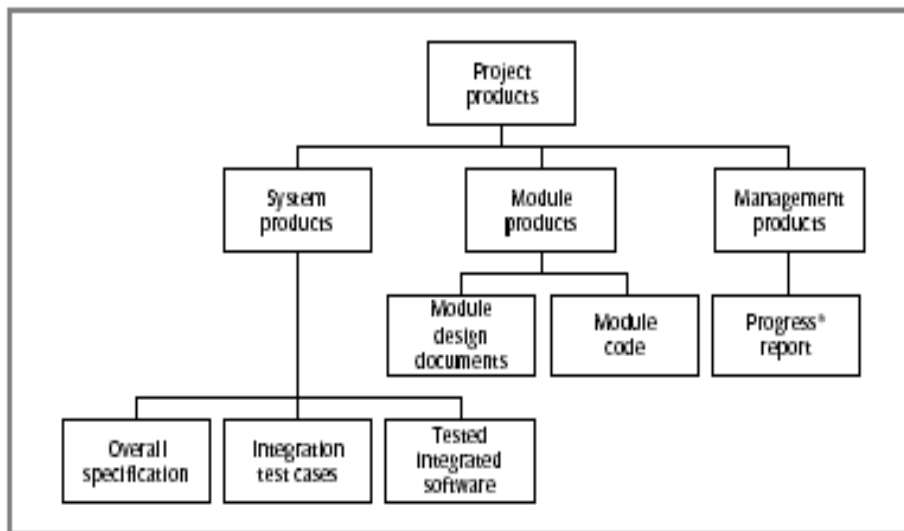 Project
products
System
products
Module
products
Management
products
Module
design
documents
Module
code
Progress*
report
Overall
specification
Integration
test cases
Tested
integrated
software